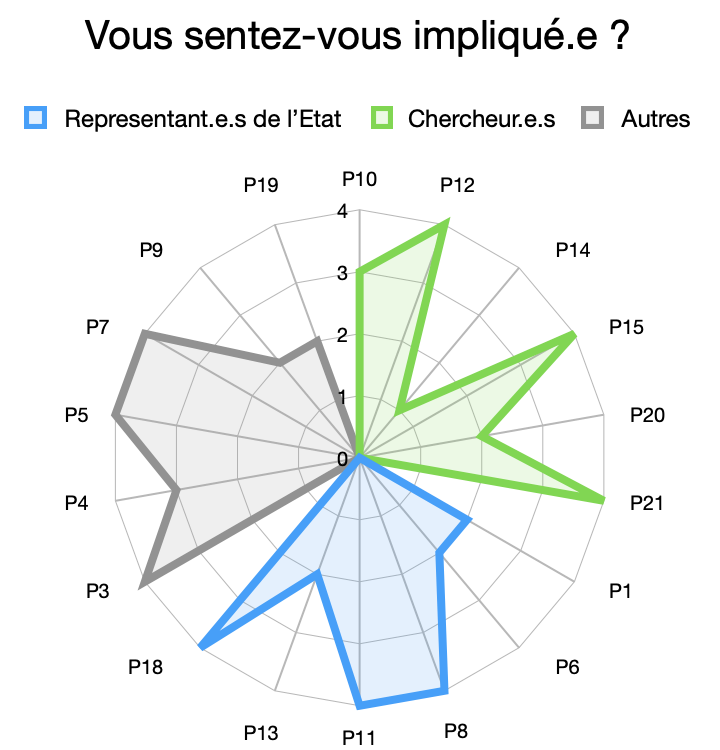 Vous sentez-vous impliqué.e ?
Representant.e.s de l’Etat Chercheur.e.s Autres
P10
P19 P12
4
P9 P14
3
P7 P15
2
1
P5 P20
0
P4 P21
P3 P1
P18 P6
P13 P11 P8